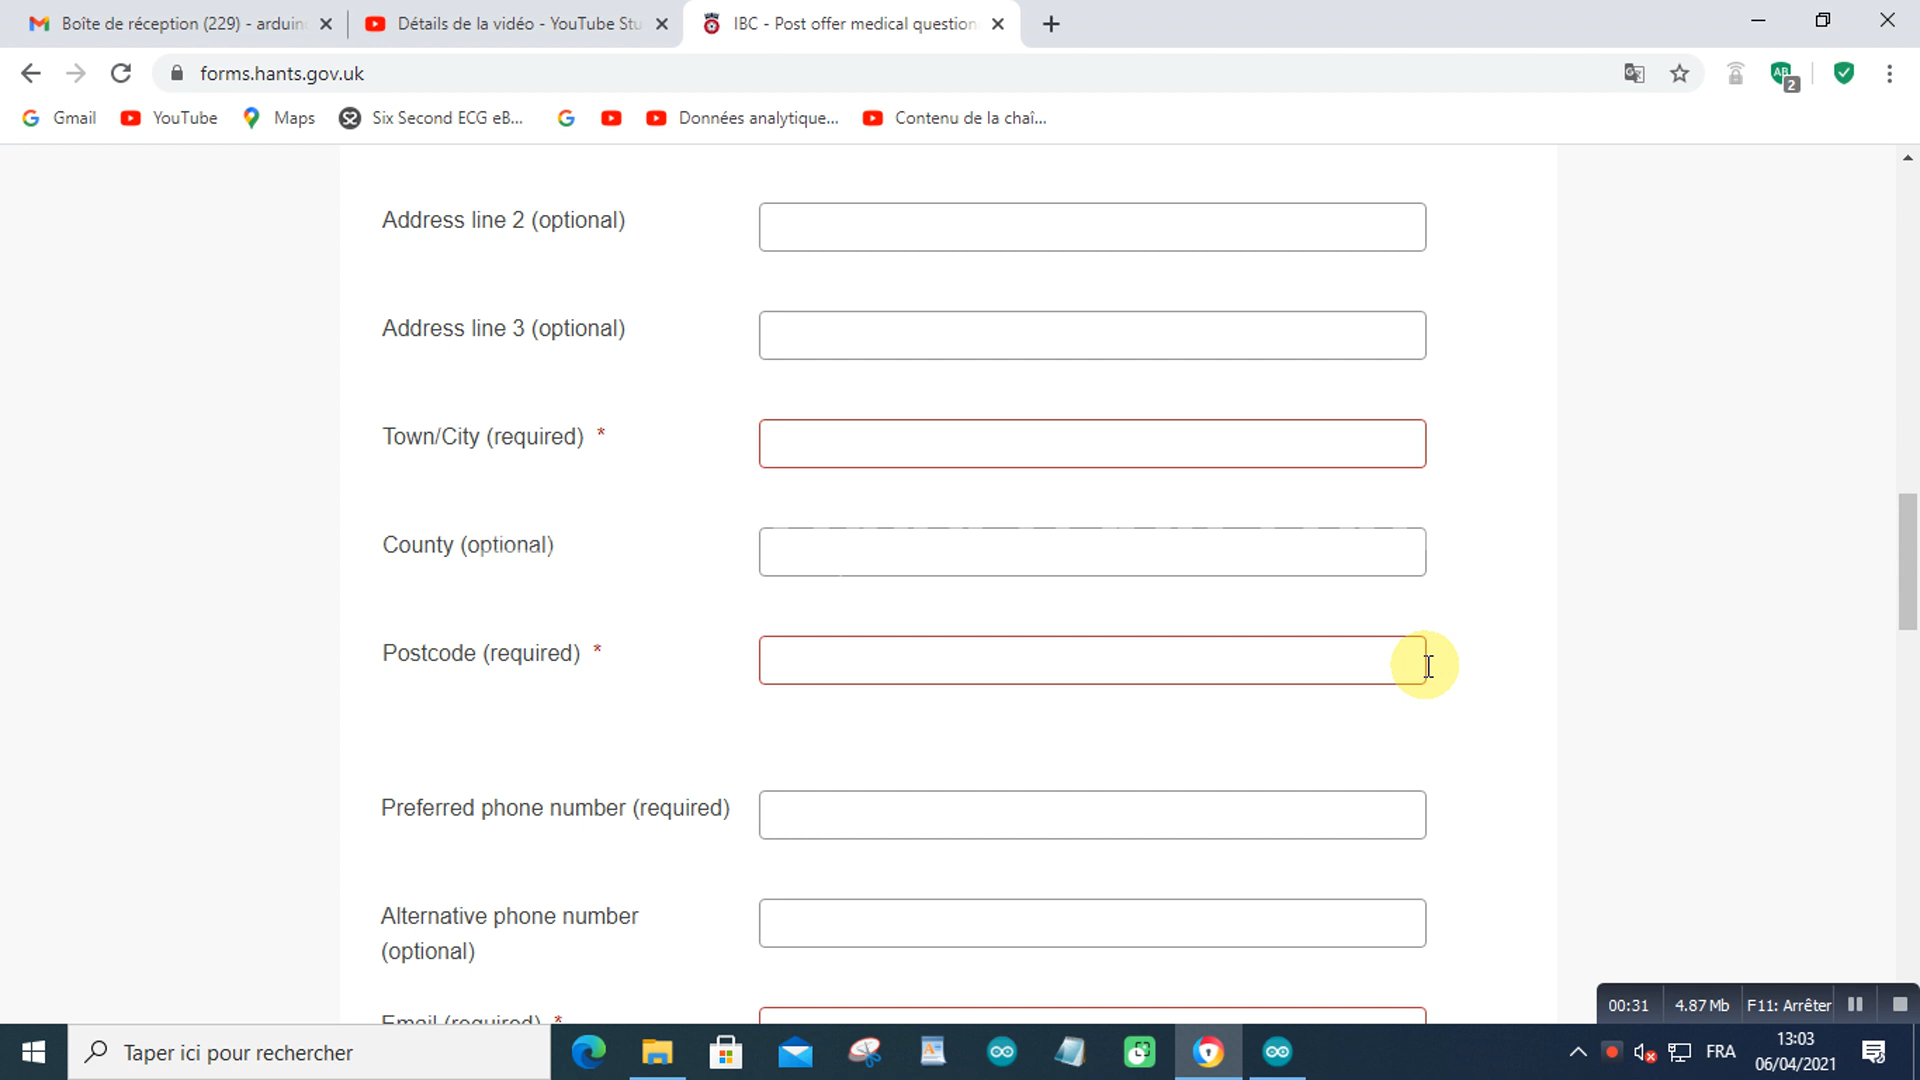 Boîte de réception (229) - arduin
Détails de la vidéo - YouTube Stu
IBC - Post offer medical question
forms.hants.gov.uk
2
Gmail
YouTube
Maps
Six Second ECG eB...
Données analytique...
Contenu de la chaî...
Address line 2 (optional)
Address line 3 (optional)
Town/City (required) *
County (optional)
Postcode (required) *
Preferred phone number (required)
Alternative phone number
(optional)
Email (required) *
00:31 4.87 Mb F11: Arrêter
Taper ici pour rechercher
FRA
13:03
06/04/2021